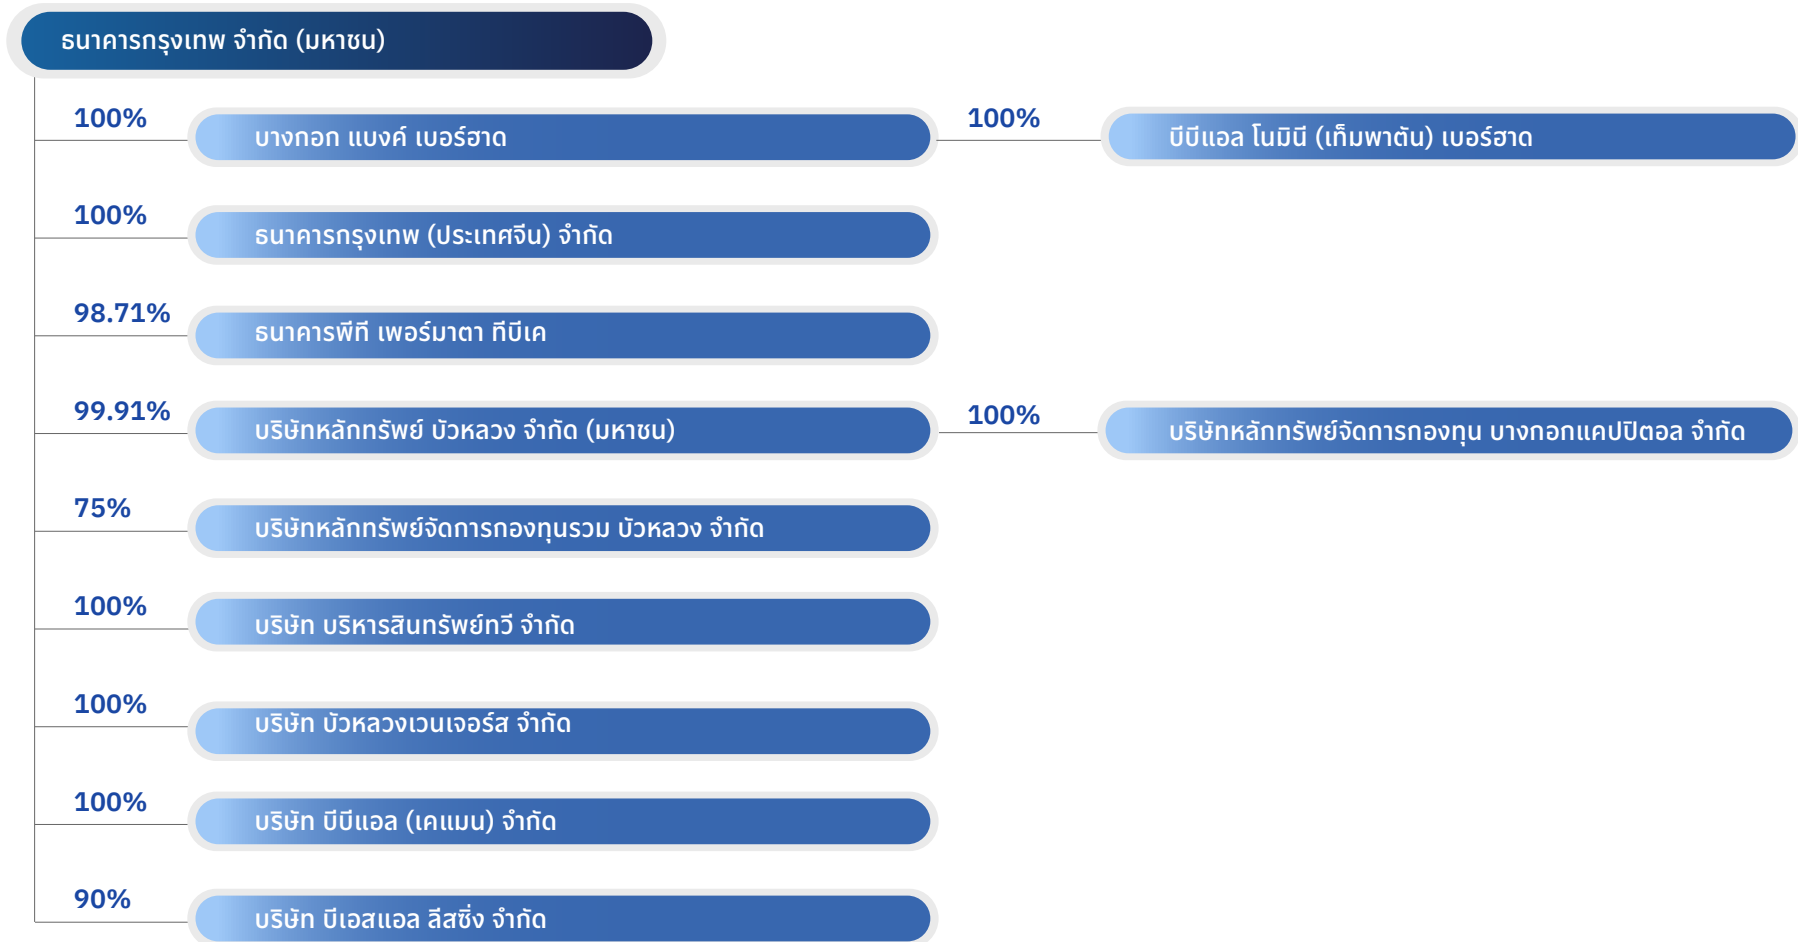 ธนาคารกรุงเทพ จำกัด (มหาชน)
100%
บางกอก แบงค์ เบอร์ฮาด
100%
บีบีแอล โนมินี (เท็มพาตัน) เบอร์ฮาด
100%
ธนาคารกรุงเทพ (ประเทศจีน) จำกัด
98.71%
ธนาคารพีที เพอร์มาตา ทีบีเค
99.91%
บริษัทหลักทรัพย์ บัวหลวง จำกัด (มหาชน)
100%
บริษัทหลักทรัพย์จัดการกองทุน บางกอกแคปปิตอล จำกัด
75%
บริษัทหลักทรัพย์จัดการกองทุนรวม บัวหลวง จำกัด
100%
บริษัท บริหารสินทรัพย์ทวี จำกัด
100%
บริษัท บัวหลวงเวนเจอร์ส จำกัด
100%
บริษัท บีบีแอล (เคแมน) จำกัด
90%
บริษัท บีเอสแอล ลีสซิ่ง จำกัด